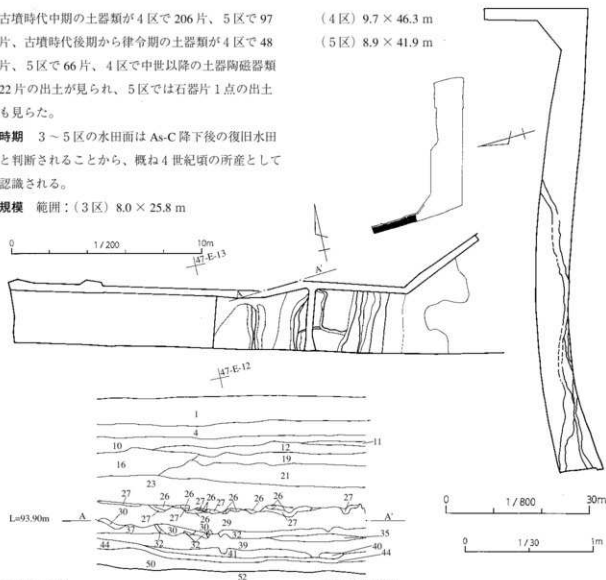 古墳時代中期の土器類が4区で206片、5区で97
片、古墳時代後期から律令期の土器類が4区で48
片、5区で66片、4区で中世以降の土器陶磁器類
22片の出土が見られ、5区では石器片1点の出土
も見らた。
時期　3～5区の水田面は As-C 降下後の復旧水田
と判断されることから、概ね4世紀頃の所産として
認識される。
規模　範囲：(3区) 8.0 × 25.8 m
(4区) 9.7 × 46.3 m
(5区) 8.9 × 41.9 m
0 1/200 10m
47-E-13
A A'
47-E-12
1
4
10 12 11
16 19
23 21
27 26 26 27 26 26 26 27
27
30 27 27 26 29 27
L=93.90m A A'
37 30 30 32 35
44 32 32 39 40
41 44
50
52
0 1/800 30m
0 1/30 1m